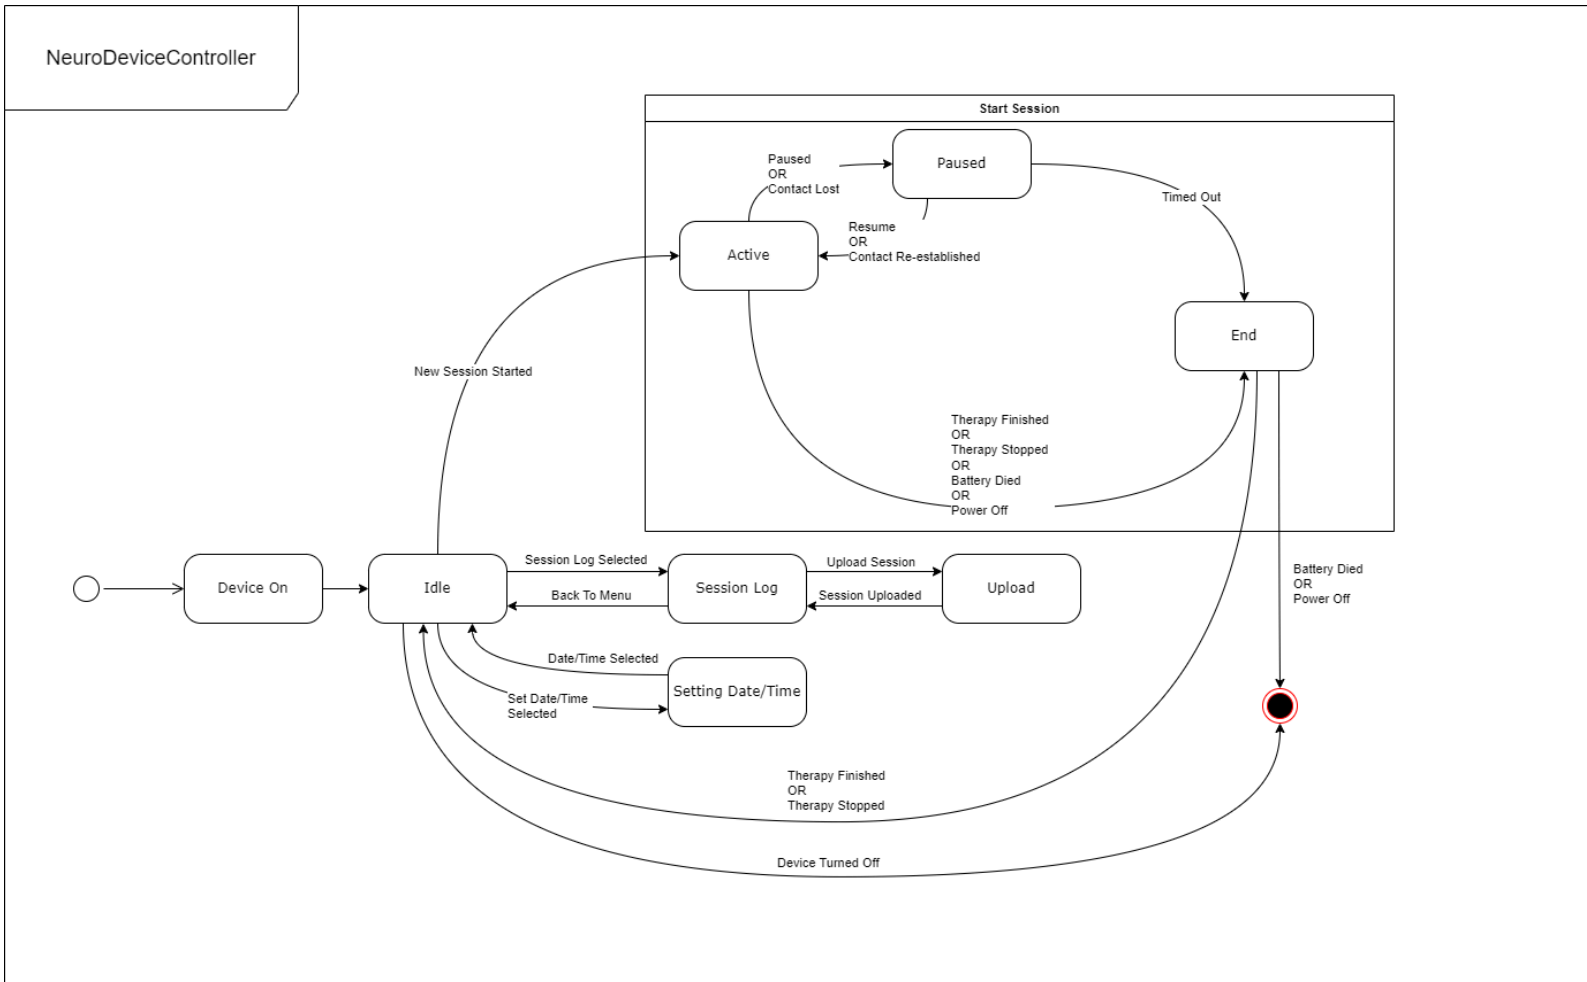 NeuroDeviceController
Start Session
Paused
OR
Contact Lost
Paused
Timed Out
Resume
OR
Contact Re-established
Active
End
New Session Started
Therapy Finished
OR
Therapy Stopped
OR
Battery Died
OR
Power Off
Device On
Idle
Session Log Selected
Back To Menu
Session Log
Upload Session
Session Uploaded
Upload
Battery Died
OR
Power Off
Date/Time Selected
Set Date/Time
Selected
Setting Date/Time
Therapy Finished
OR
Therapy Stopped
Device Turned Off